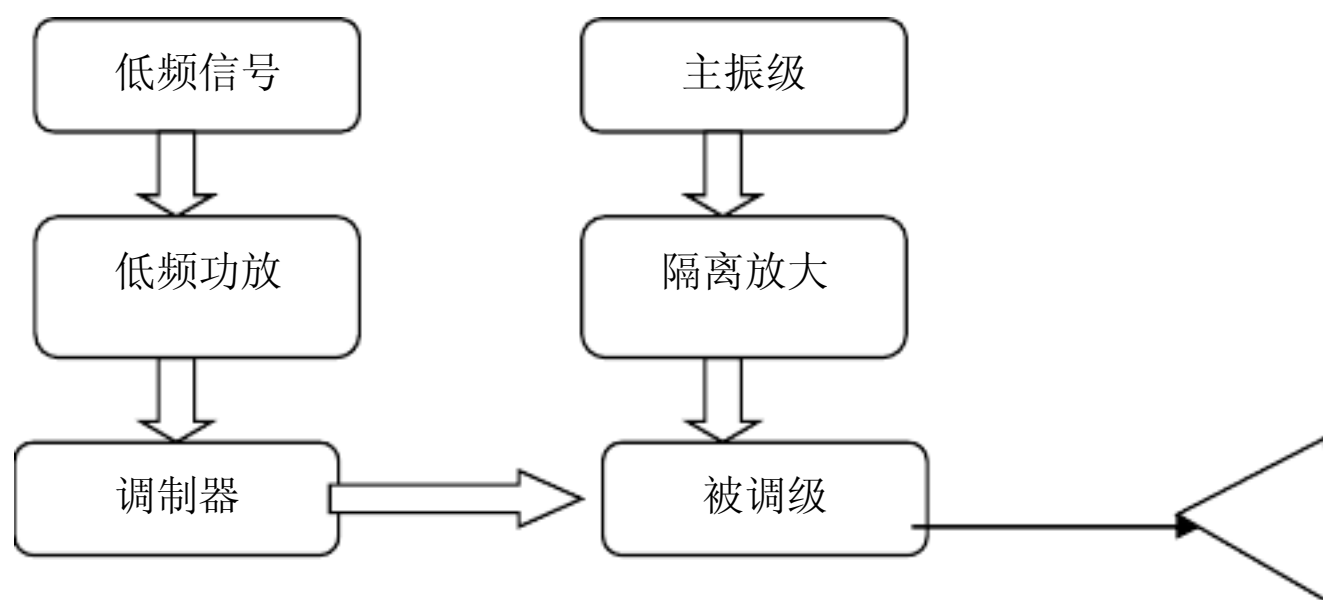 低频信号
主振级
低频功放
隔离放大
调制器
被调级